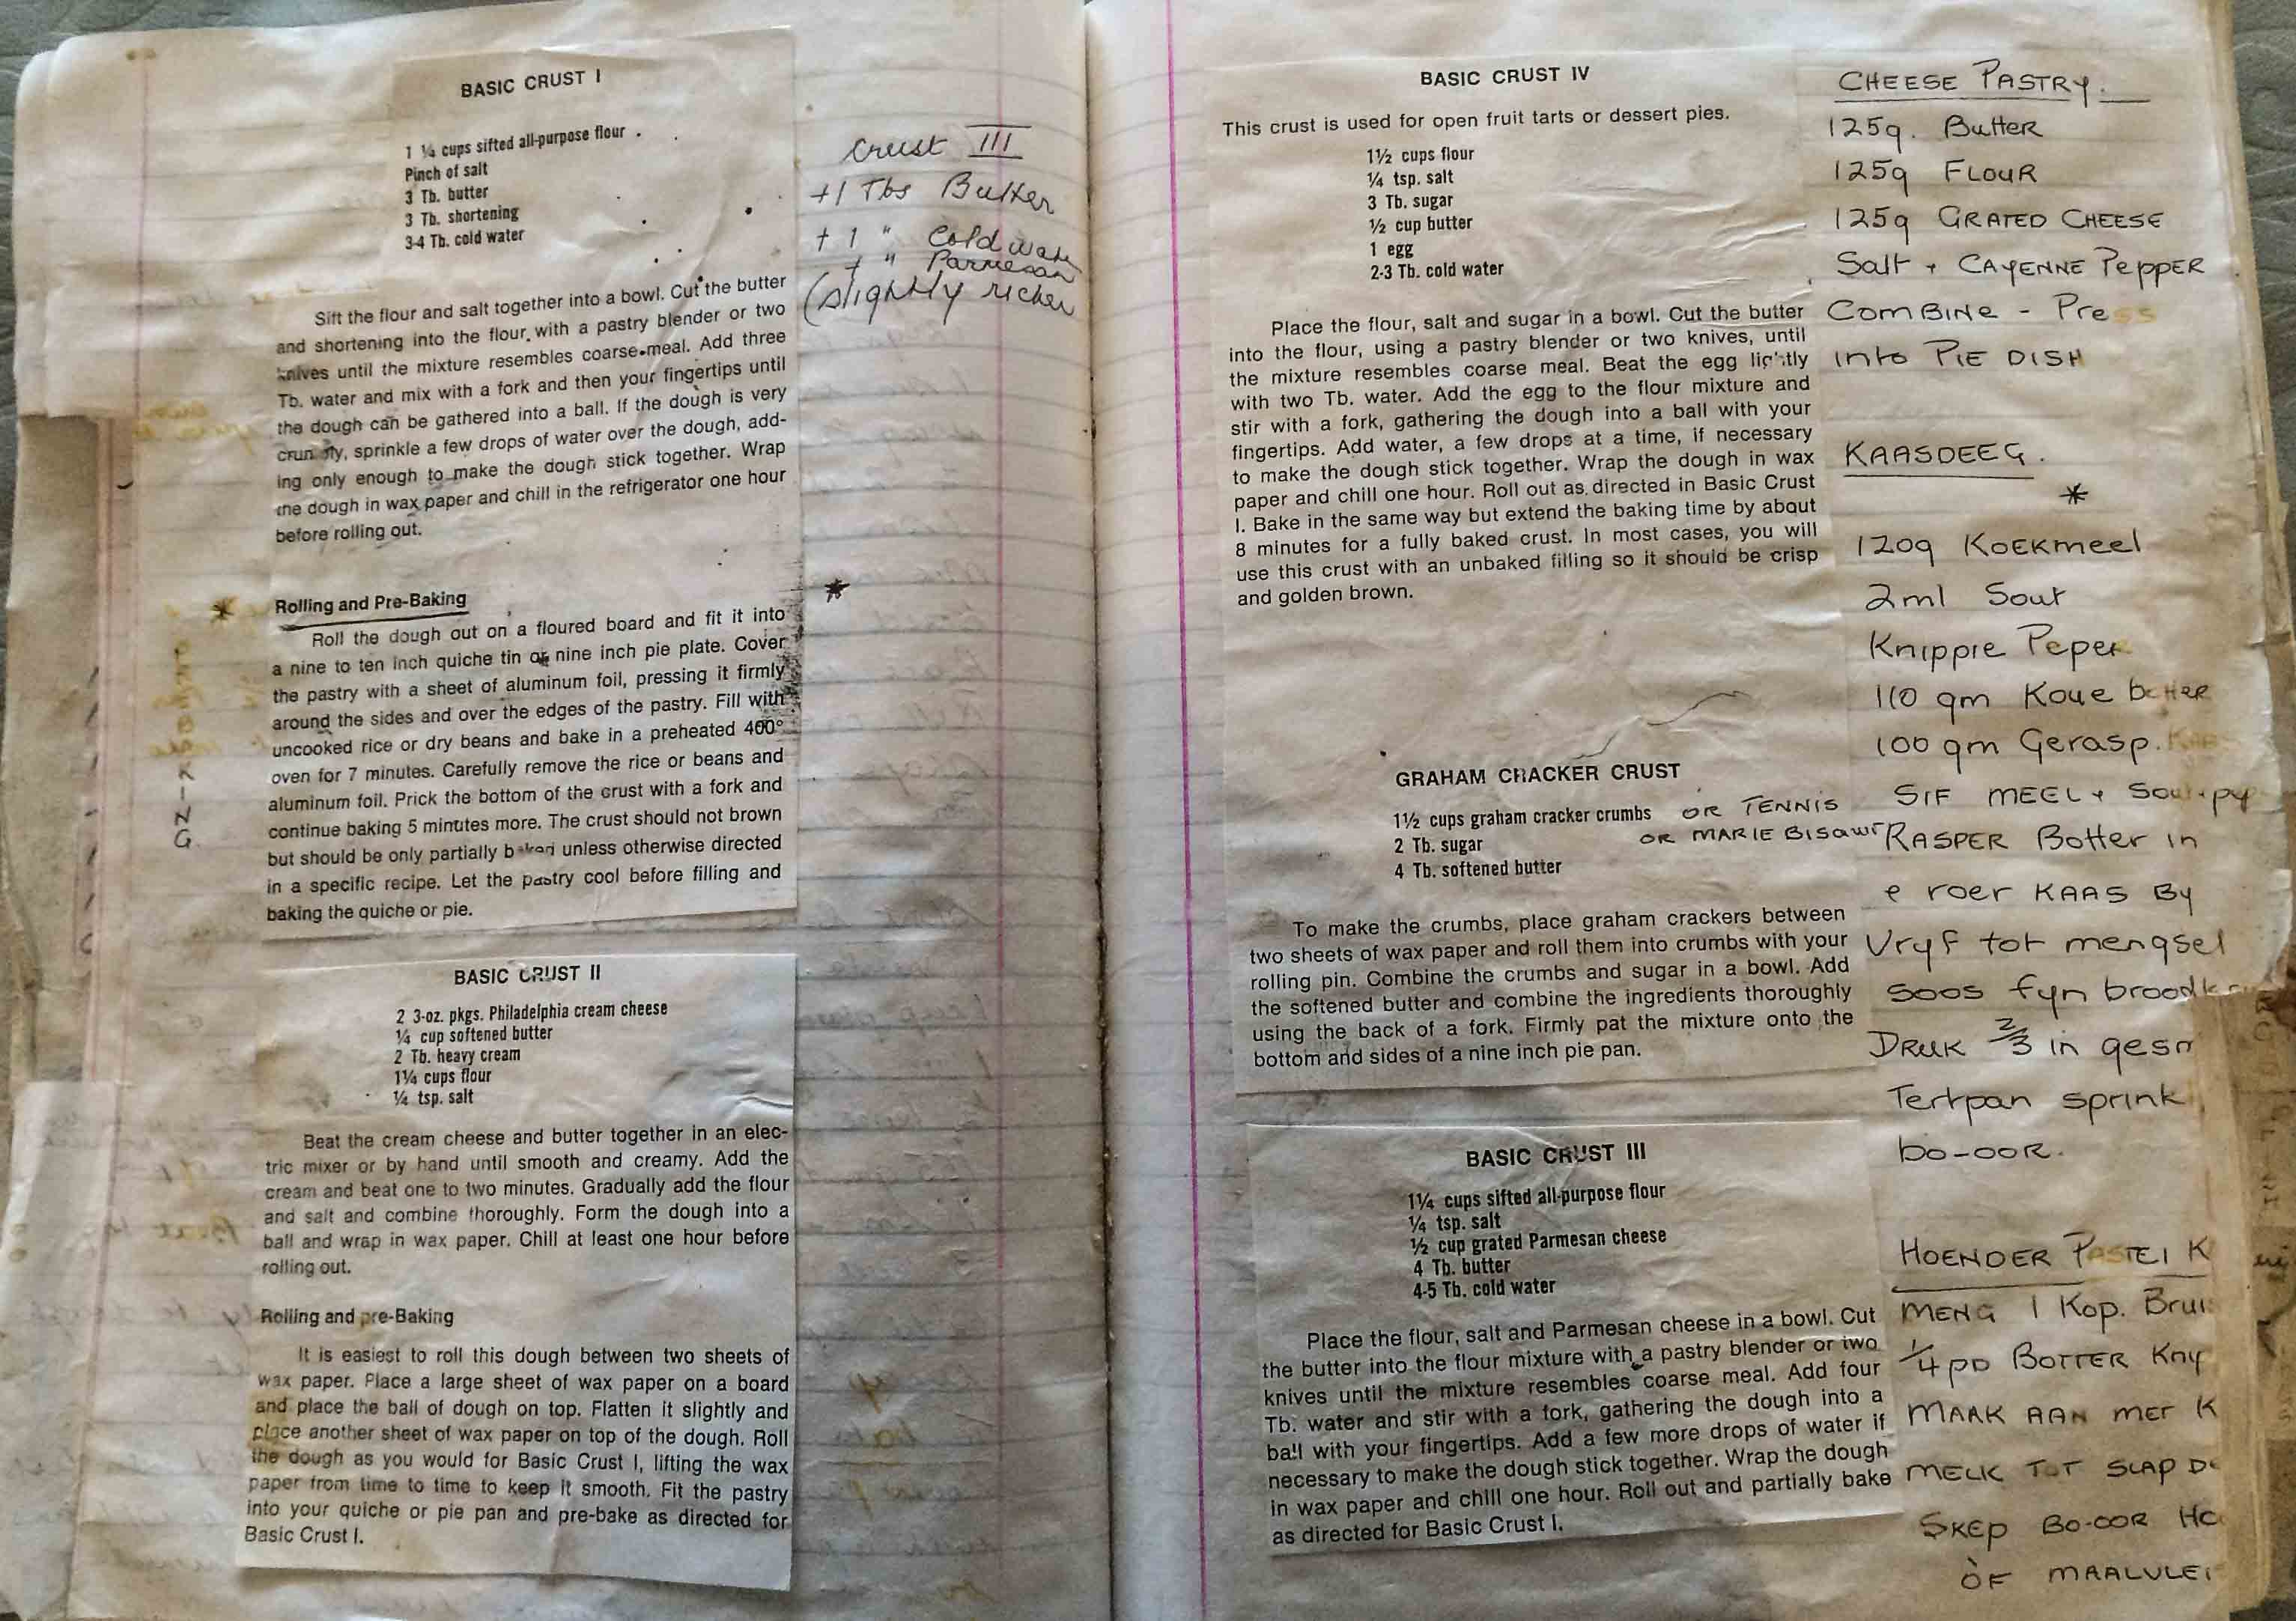 BASIC CRUST I
1 ¼ cups sifted all-purpose flour
Pinch of salt
3 Tb. butter
3 Tb. shortening
3-4 Tb. cold water
Sift the flour and salt together into a bowl. Cut the butter
and shortening into the flour with a pastry blender or two
knives until the mixture resembles coarse meal. Add three
Tb. water and mix with a fork and then your fingertips until
the dough can be gathered into a ball. If the dough is very
sprinkle a few drops of water over the dough, add-
ing only enough to make the dough stick together. Wrap
the dough in wax paper and chill in the refrigerator one hour
before rolling out.
* Rolling and Pre-Baking *
Roll the dough out on a floured board and fit it into
a nine to ten inch quiche tin or nine inch pie plate. Cover
the pastry with a sheet of aluminum foil, pressing it firmly
around the sides and over the edges of the pastry. Fill with
uncooked rice or dry beans and bake in a preheated 400°
oven for 7 minutes. Carefully remove the rice or beans and
aluminum foil. Prick the bottom of the crust with a fork and
continue baking 5 minutes more. The crust should not brown
but should be only partially baked unless otherwise directed
in a specific recipe. Let the pastry cool before filling and
baking the quiche or pie.
BASIC CRUST II
2 3-oz. pkgs. Philadelphia cream cheese
¼ cup softened butter
2 Tb. heavy cream
1¼ cups flour
¼ tsp. salt
Beat the cream cheese and butter together in an elec-
tric mixer or by hand until smooth and creamy. Add the
cream and beat one to two minutes. Gradually add the flour
and salt and combine thoroughly. Form the dough into a
ball and wrap in wax paper. Chill at least one hour before
rolling out.
Rolling and pre-Baking
It is easiest to roll this dough between two sheets of
wax paper. Place a large sheet of wax paper on a board
and place the ball of dough on top. Flatten it slightly and
place another sheet of wax paper on top of the dough. Roll
the dough as you would for Basic Crust I, lifting the wax
paper from time to time to keep it smooth. Fit the pastry
into your quiche or pie pan and pre-bake as directed for
Basic Crust I.
Crust III
+1 Tbs Butter
+ 1 " Cold water
+ " Parmesan
(slightly richer
BASIC CRUST IV
This crust is used for open fruit tarts or dessert pies.
1½ cups flour
¼ tsp. salt
3 Tb. sugar
½ cup butter
1 egg
2-3 Tb. cold water
Place the flour, salt and sugar in a bowl. Cut the butter
into the flour, using a pastry blender or two knives, until
the mixture resembles coarse meal. Beat the egg lightly
with two Tb. water. Add the egg to the flour mixture and
stir with a fork, gathering the dough into a ball with your
fingertips. Add water, a few drops at a time, if necessary
to make the dough stick together. Wrap the dough in wax
paper and chill one hour. Roll out as directed in Basic Crust
I. Bake in the same way but extend the baking time by about
8 minutes for a fully baked crust. In most cases, you will
use this crust with an unbaked filling so it should be crisp
and golden brown.
GRAHAM CRACKER CRUST
1½ cups graham cracker crumbs OR TENNIS
OR MARIE
2 Tb. sugar
4 Tb. softened butter
To make the crumbs, place graham crackers between
two sheets of wax paper and roll them into crumbs with your
rolling pin. Combine the crumbs and sugar in a bowl. Add
the softened butter and combine the ingredients thoroughly
using the back of a fork. Firmly pat the mixture onto the
bottom and sides of a nine inch pie pan.
BASIC CRUST III
1¼ cups sifted all-purpose flour
¼ tsp. salt
½ cup grated Parmesan cheese
4 Tb. butter
4-5 Tb. cold water
Place the flour, salt and Parmesan cheese in a bowl. Cut
the butter into the flour mixture with a pastry blender or two
knives until the mixture resembles coarse meal. Add four
Tb. water and stir with a fork, gathering the dough into a
ball with your fingertips. Add a few more drops of water if
necessary to make the dough stick together. Wrap the dough
in wax paper and chill one hour. Roll out and partially bake
as directed for Basic Crust I.
CHEESE PASTRY.
125g. Butter
125g FLOUR
125g GRATED CHEESE
Salt + CAYENNE PEPPER
COMBINE - Press
into PIE DISH
KAASDEEG.
*
120g KOEKMEEL
2ml Sout
Knippie Peper
110 gm Koue botter
100 gm Gerasp. Kaas
SIF MEEL +
RASPER Botter in
e roer KAAS By
Vryf tot mengsel
soos fyn
DRUK 2/3 in
Tertpan sprinkel
bo-oor.
HOENDER PASTEI K
MENG 1 Kop.
1/4 PD BOTTER
MAAK AAN MET K
MELK TOT SLAP
SKEP BO-OOR
ÒF